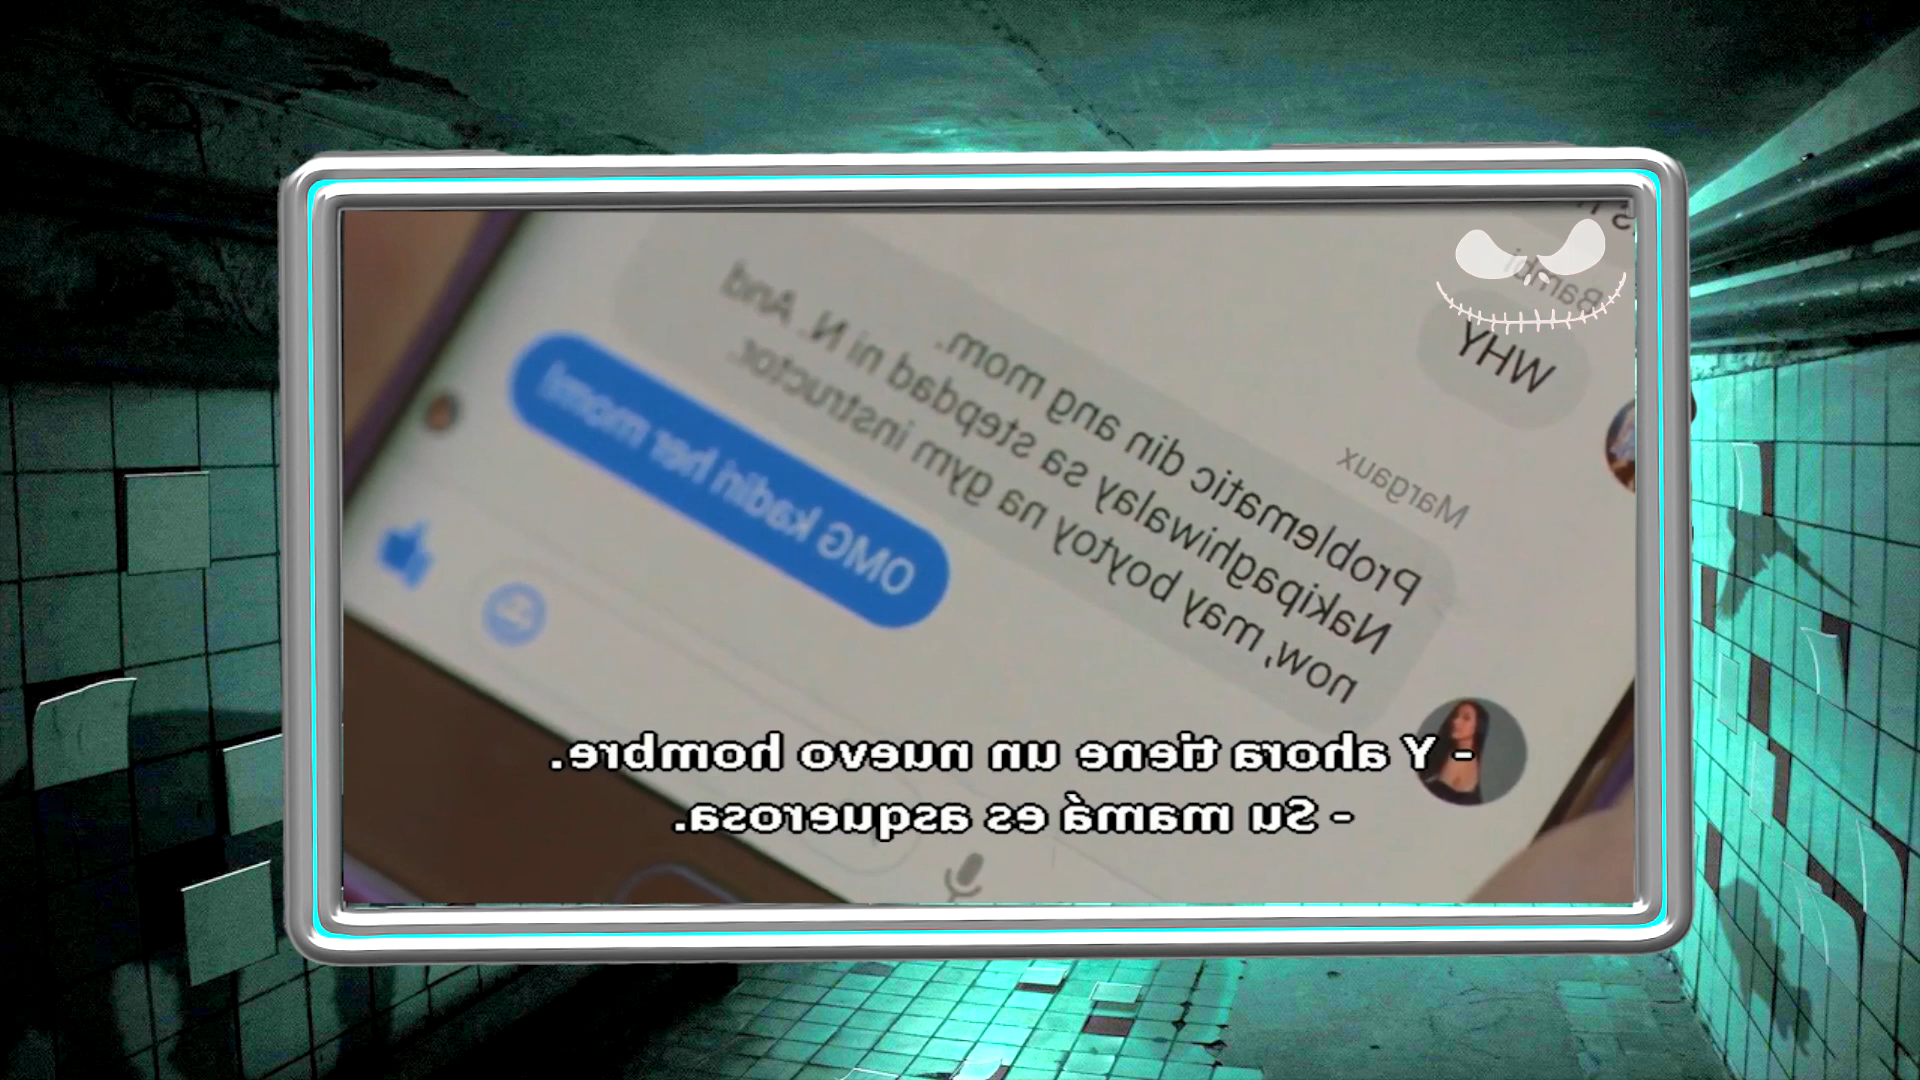 Bambi
WHY
Margaux
Problematic din ang mom.
Nakipaghiwalay sa stepdad ni N. And
now, may boytoy na gym instructor.
OMG kadiri her mom!
- Y ahora tiene un nuevo hombre.
- Su mamá es asquerosa.